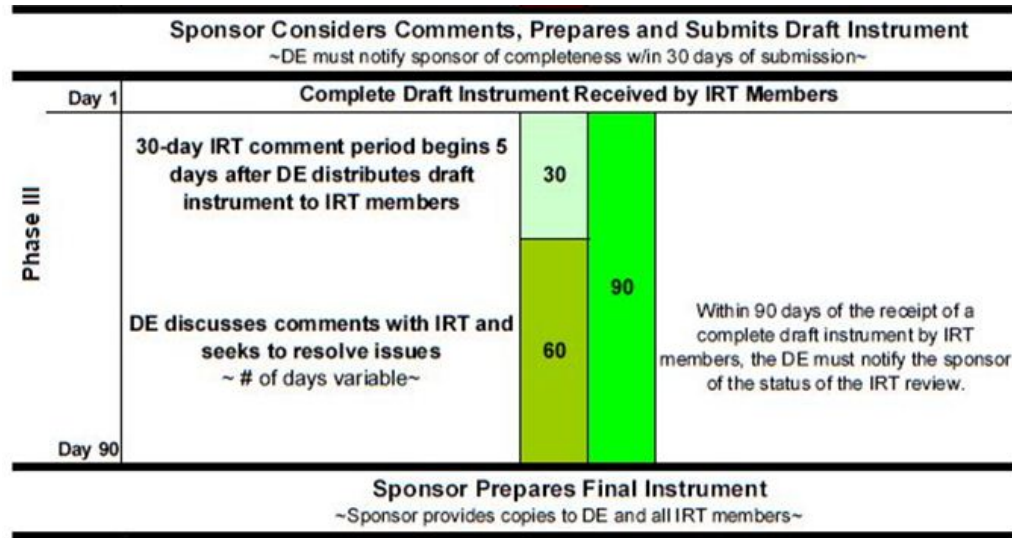 Sponsor Considers Comments, Prepares and Submits Draft Instrument
~DE must notify sponsor of completeness w/in 30 days of submission~
Day 1
Complete Draft Instrument Received by IRT Members
Phase III
30-day IRT comment period begins 5
days after DE distributes draft
instrument to IRT members
30
90
DE discusses comments with IRT and
seeks to resolve issues
~ # of days variable~
60
Within 90 days of the receipt of a
complete draft instrument by IRT
members, the DE must notify the sponsor
of the status of the IRT review.
Day 90
Sponsor Prepares Final Instrument
~Sponsor provides copies to DE and all IRT members~